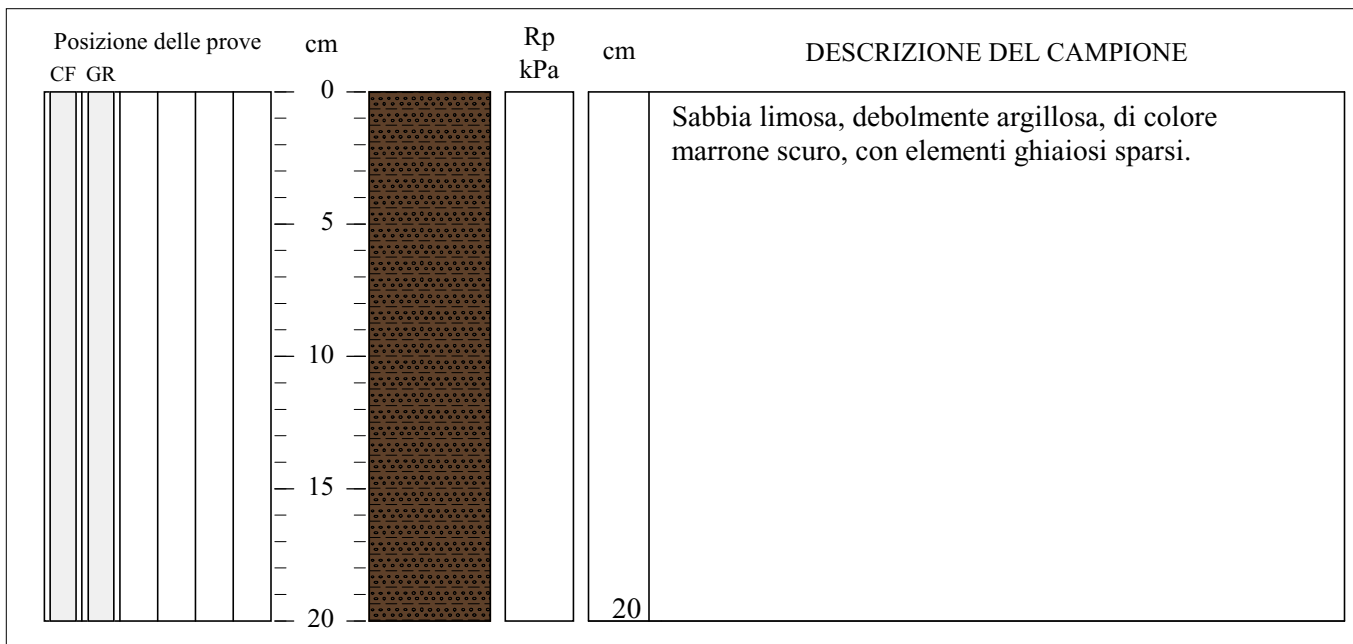 Posizione delle prove
cm
Rp
kPa
cm
DESCRIZIONE DEL CAMPIONE
CF GR
0
Sabbia limosa, debolmente argillosa, di colore
marrone scuro, con elementi ghiaiosi sparsi.
5
10
15
20
20